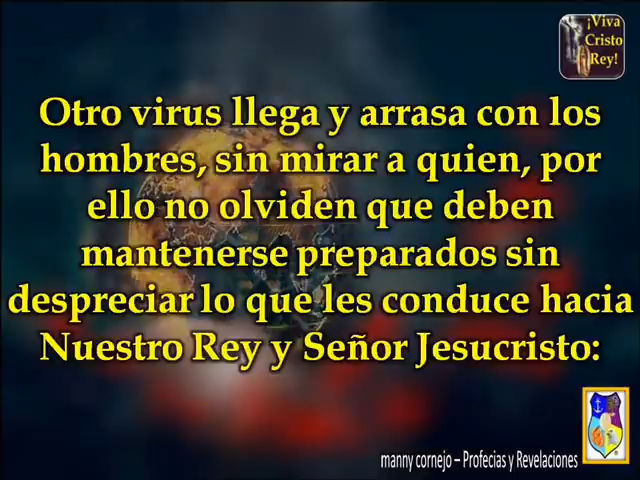 ¡Viva
Cristo
Rey!
Otro virus llega y arrasa con los
hombres, sin mirar a quien, por
ello no olviden que deben
mantenerse preparados sin
despreciar lo que les conduce hacia
Nuestro Rey y Señor Jesucristo:
manny cornejo – Profecias y Revelaciones